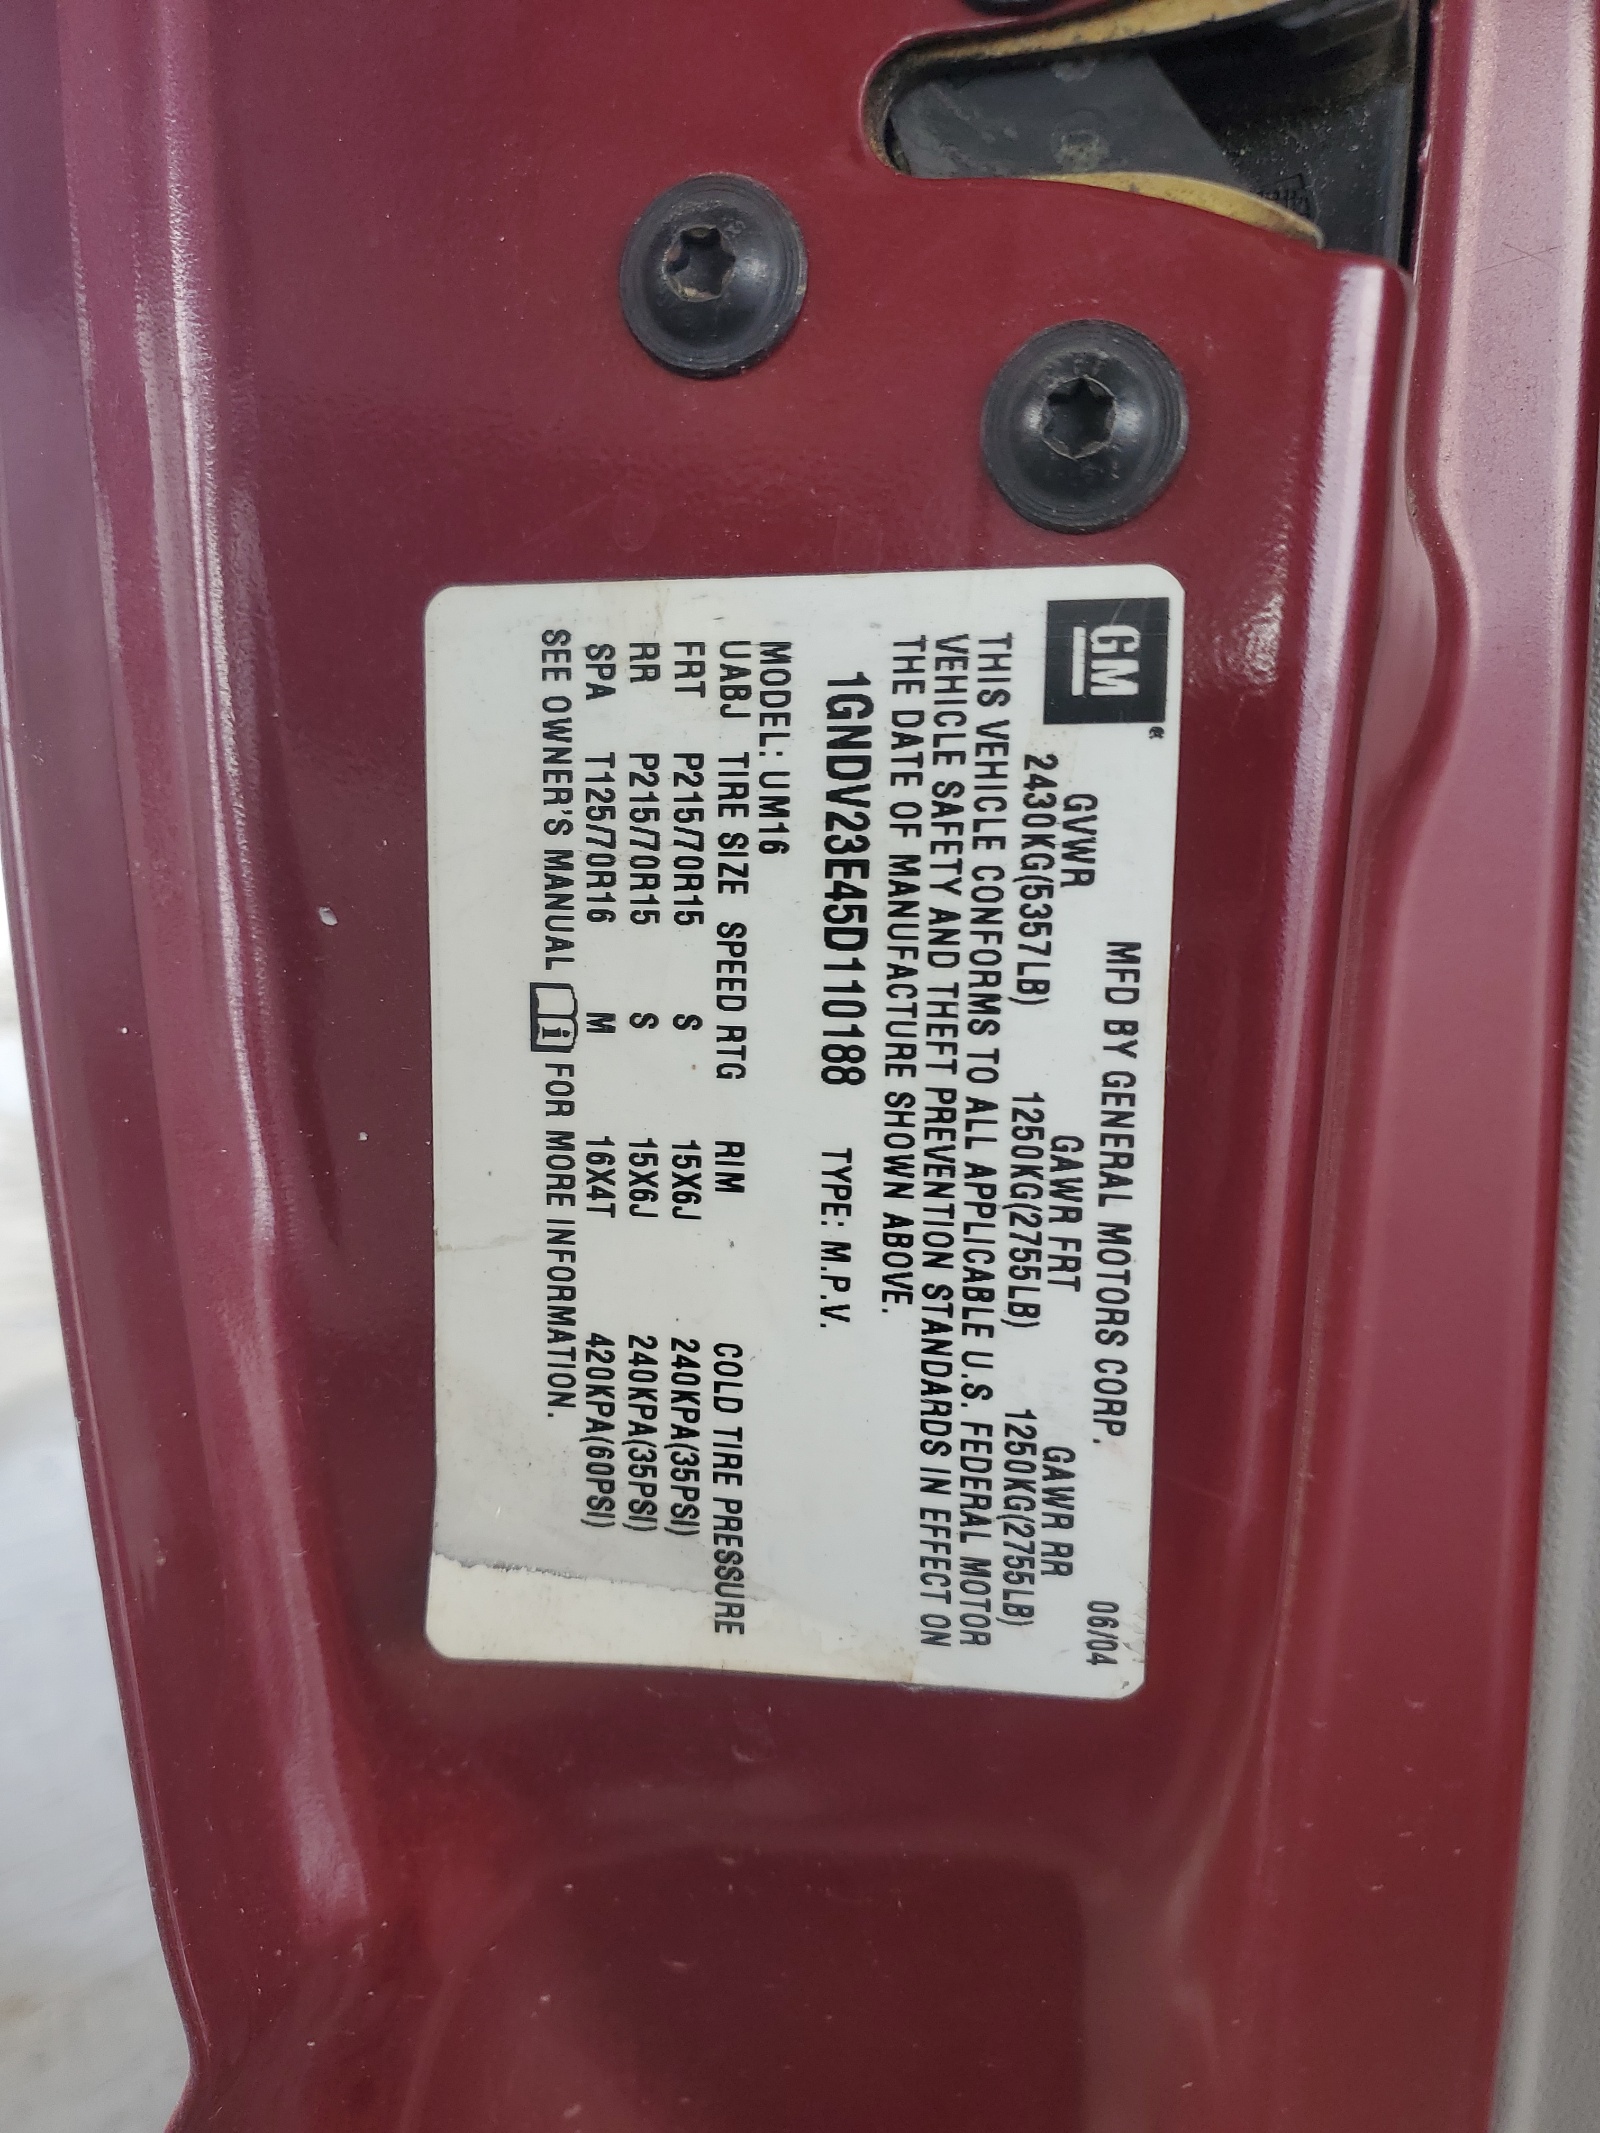 GM
MFD BY GENERAL MOTORS CORP. 06/04
GVWR GAWR FRT GAWR RR
2430KG(5357LB) 1250KG(2755LB) 1250KG(2755LB)
THIS VEHICLE CONFORMS TO ALL APPLICABLE U.S. FEDERAL MOTOR
VEHICLE SAFETY AND THEFT PREVENTION STANDARDS IN EFFECT ON
THE DATE OF MANUFACTURE SHOWN ABOVE.
1GNDV23E45D110188 TYPE: M.P.V.
MODEL: UM16
UABJ TIRE SIZE SPEED RTG RIM COLD TIRE PRESSURE
FRT P215/70R15 S 15X6J 240KPA(35PSI)
RR P215/70R15 S 15X6J 240KPA(35PSI)
SPA T125/70R16 M 16X4T 420KPA(60PSI)
SEE OWNER'S MANUAL i FOR MORE INFORMATION.